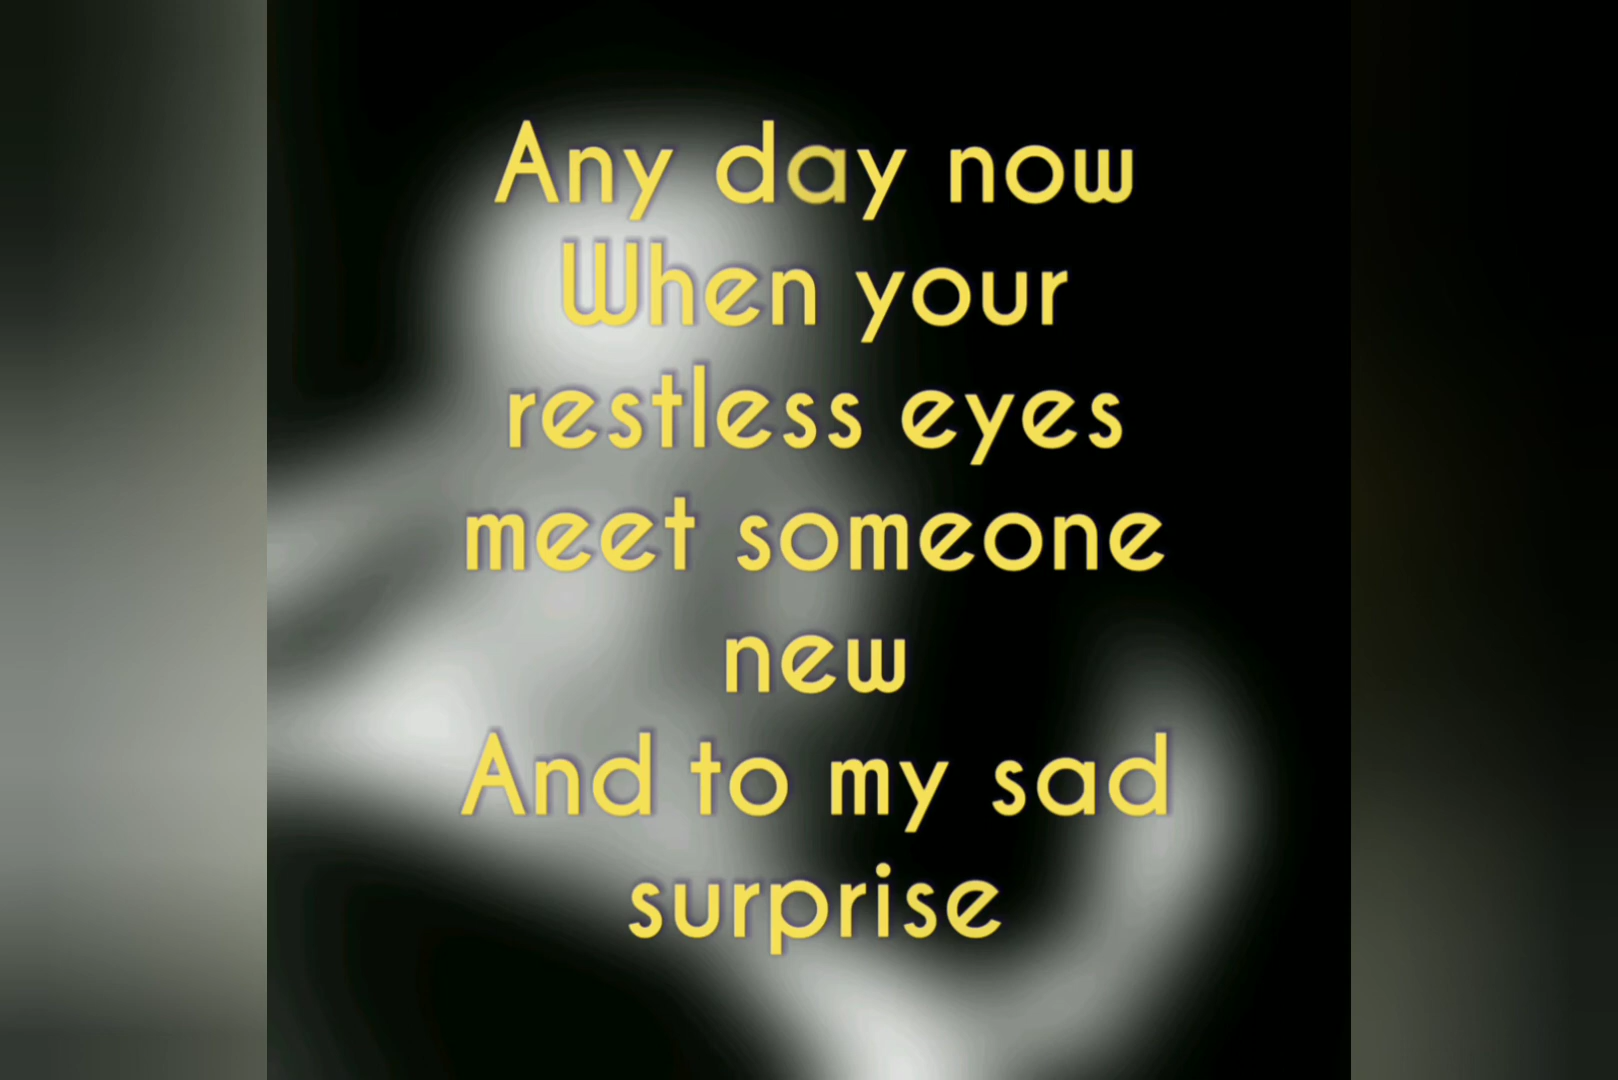 Any day now
When your
restless eyes
meet someone
new
And to my sad
surprise